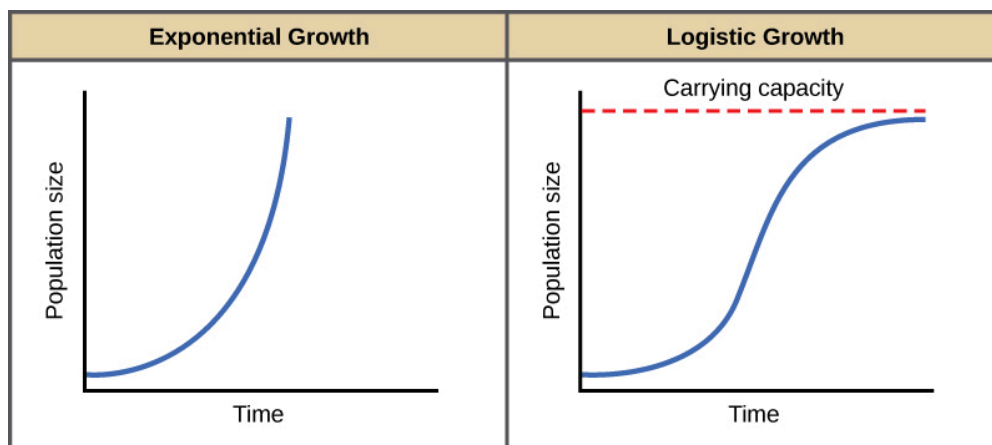 Exponential Growth
Population size
Time
Logistic Growth
Carrying capacity
Population size
Time